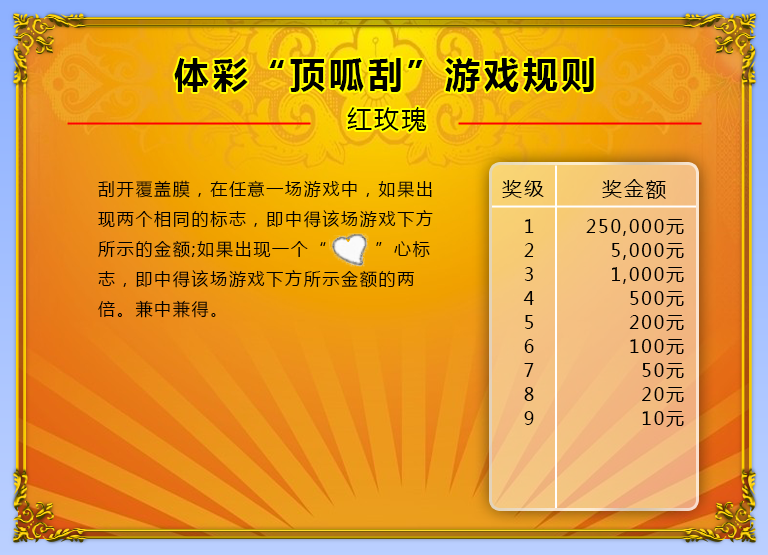 体彩“顶呱刮”游戏规则
红玫瑰
刮开覆盖膜，在任意一场游戏中，如果出
现两个相同的标志，即中得该场游戏下方
所示的金额;如果出现一个“ ”心标
志，即中得该场游戏下方所示金额的两
倍。兼中兼得。
奖级 奖金额
1 250,000元
2 5,000元
3 1,000元
4 500元
5 200元
6 100元
7 50元
8 20元
9 10元